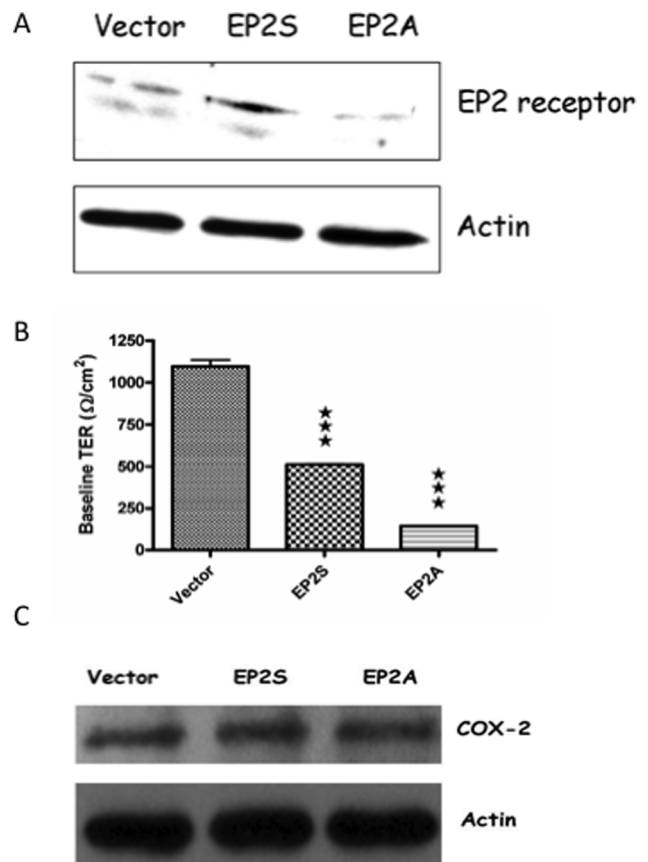 A
Vector EP2S EP2A
EP2 receptor
Actin
B
Baseline TER (Ω/cm²)
1250
1000
750
500
250
0
Vector
EP2S
EP2A
C
Vector EP2S EP2A
COX-2
Actin